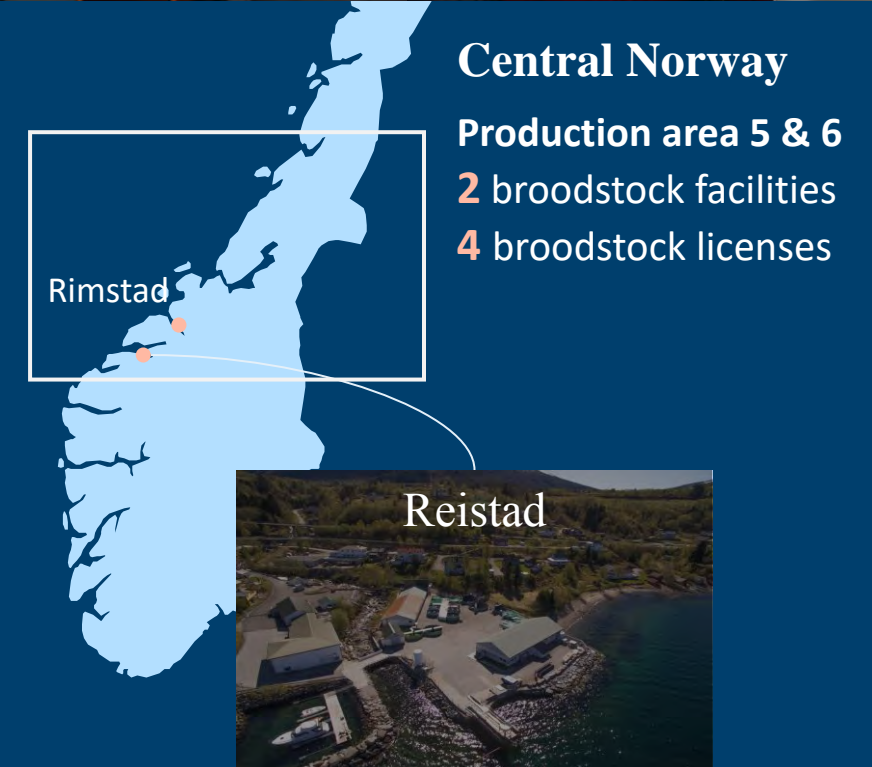 Central Norway
Production area 5 & 6
2 broodstock facilities
4 broodstock licenses
Rimstad
Reistad